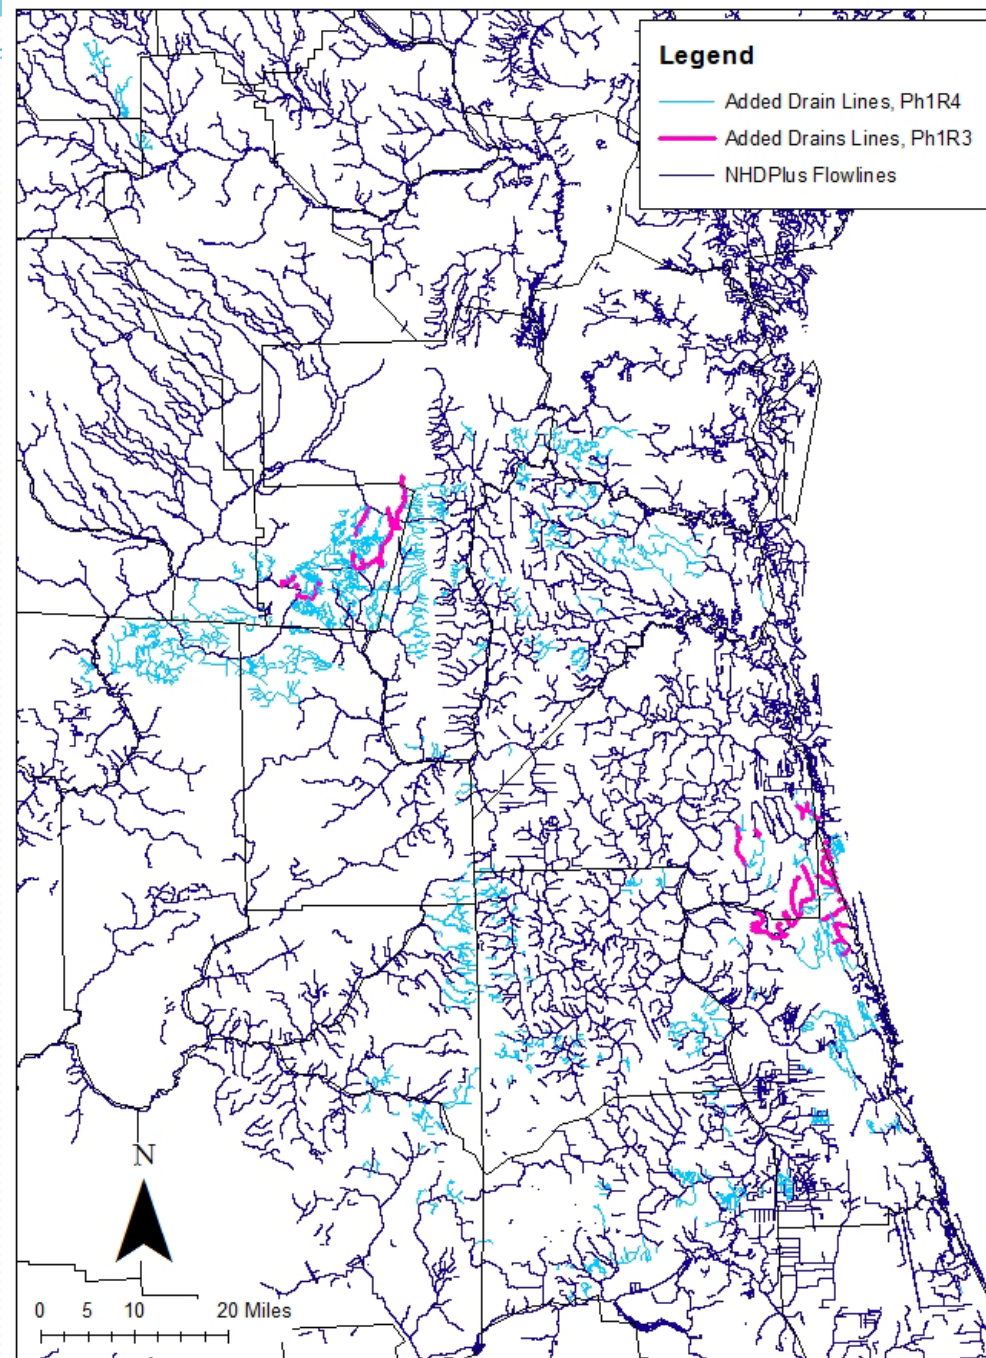 Legend
Added Drain Lines, Ph1R4
Added Drains Lines, Ph1R3
NHDPlus Flowlines
N
0 5 10 20 Miles